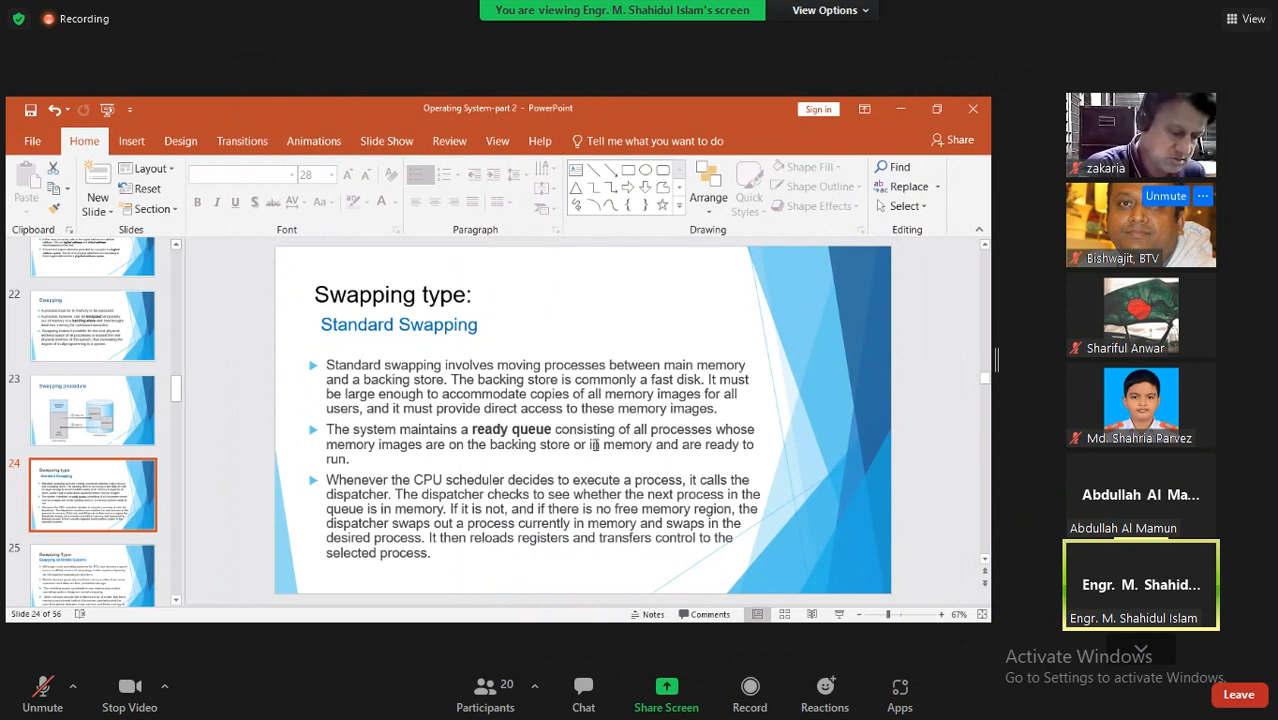 Recording
You are viewing Engr. M. Shahidul Islam's screen
View Options
View
Operating System-part 2 - PowerPoint
Sign in
File
Home
Insert
Design
Transitions
Animations
Slide Show
Review
View
Help
Tell me what you want to do
Share
Paste
New
Slide
Layout
Reset
Section
28
Arrange
Quick
Styles
Shape Fill
Shape Outline
Shape Effects
Find
Replace
Select
Clipboard
Slides
Font
Paragraph
Drawing
Editing
22
Swapping
23
Swapping procedure
24
Swapping type:
Standard Swapping
25
Swapping Type:
Swapping type:
Standard Swapping
Standard swapping involves moving processes between main memory
and a backing store. The backing store is commonly a fast disk. It must
be large enough to accommodate copies of all memory images for all
users, and it must provide direct access to these memory images.
The system maintains a ready queue consisting of all processes whose
memory images are on the backing store or in memory and are ready to
run.
Whenever the CPU scheduler decides to execute a process, it calls the
dispatcher. The dispatcher checks to see whether the next process in the
queue is in memory. If it is not, and if there is no free memory region, the
dispatcher swaps out a process currently in memory and swaps in the
desired process. It then reloads registers and transfers control to the
selected process.
Slide 24 of 56
Notes
Comments
67%
zakaria
Unmute
Bishwajit, BTV
Shariful Anwar
Md. Shahria Parvez
Abdullah Al Ma...
Abdullah Al Mamun
Engr. M. Shahid...
Engr. M. Shahidul Islam
Activate Windows
Go to Settings to activate Windows.
Unmute
Stop Video
20
Participants
Chat
Share Screen
Record
Reactions
Apps
Leave